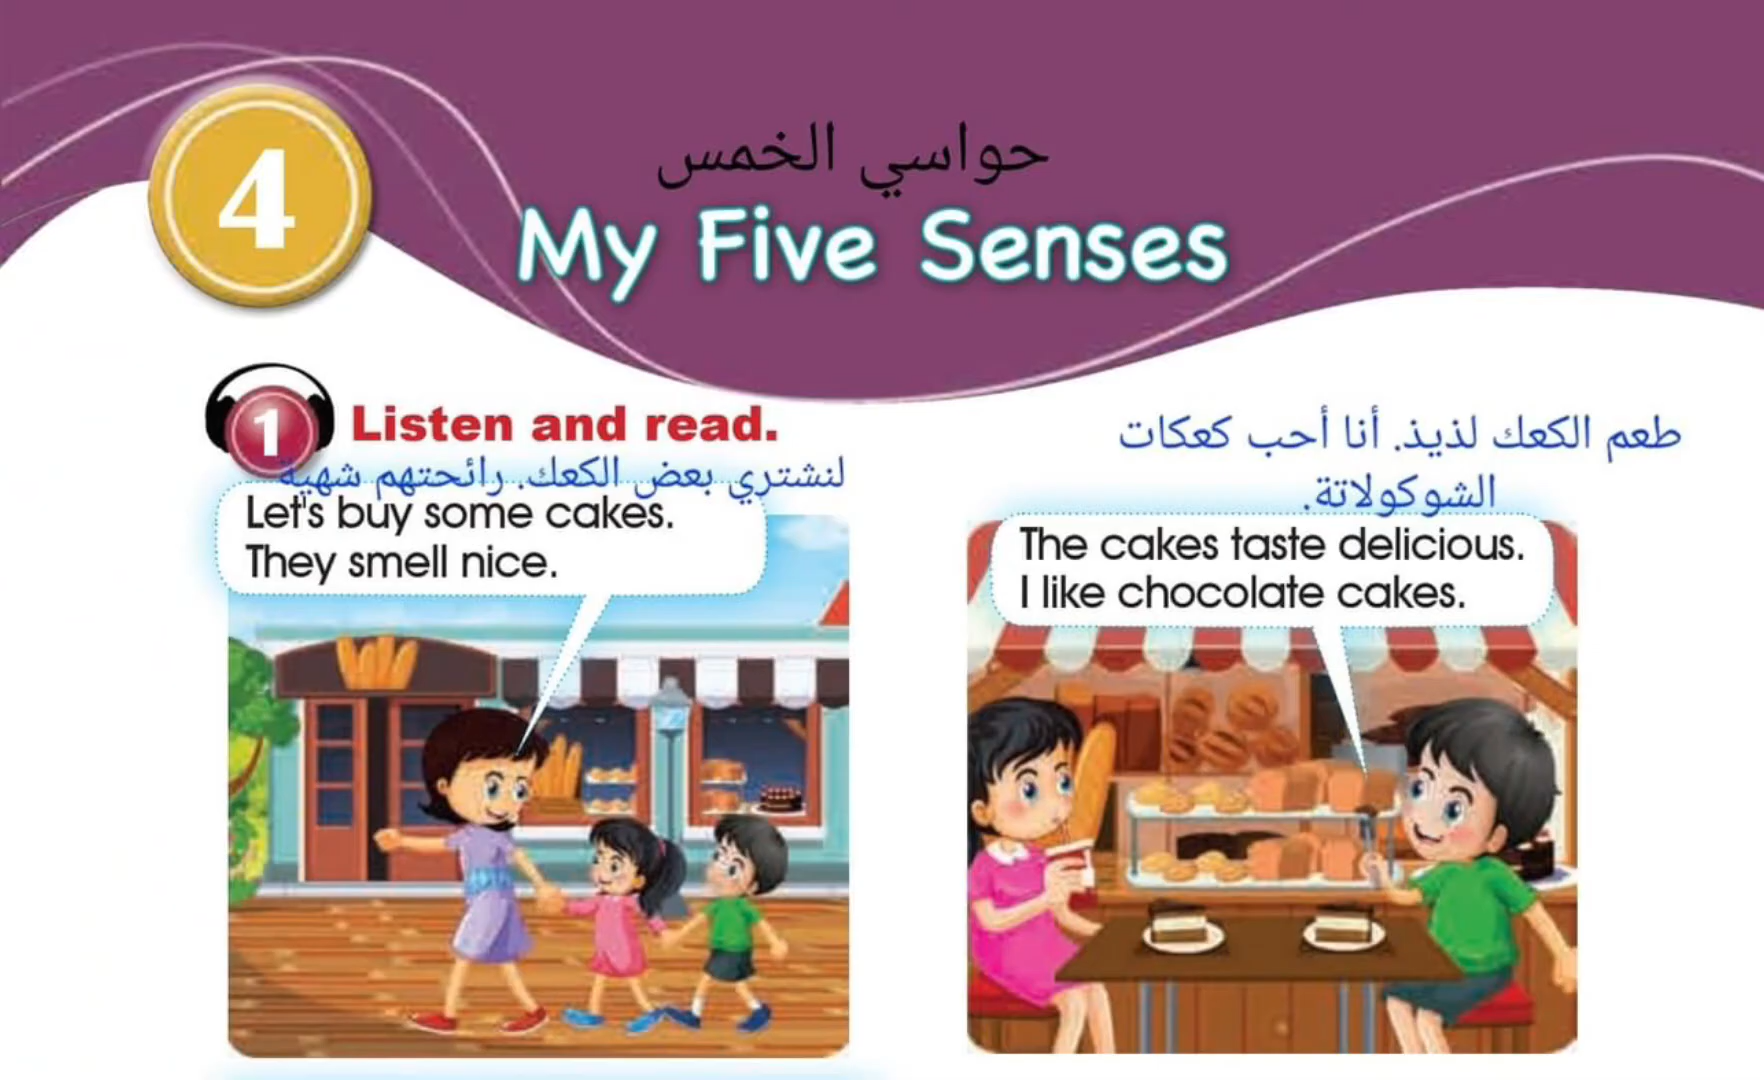 4
حواسي الخمس
My Five Senses
1 Listen and read.
لنشتري بعض الكعك. رائحتهم شهية
Let's buy some cakes.
They smell nice.
طعم الكعك لذيذ. أنا أحب كعكات
الشوكولاتة.
The cakes taste delicious.
I like chocolate cakes.